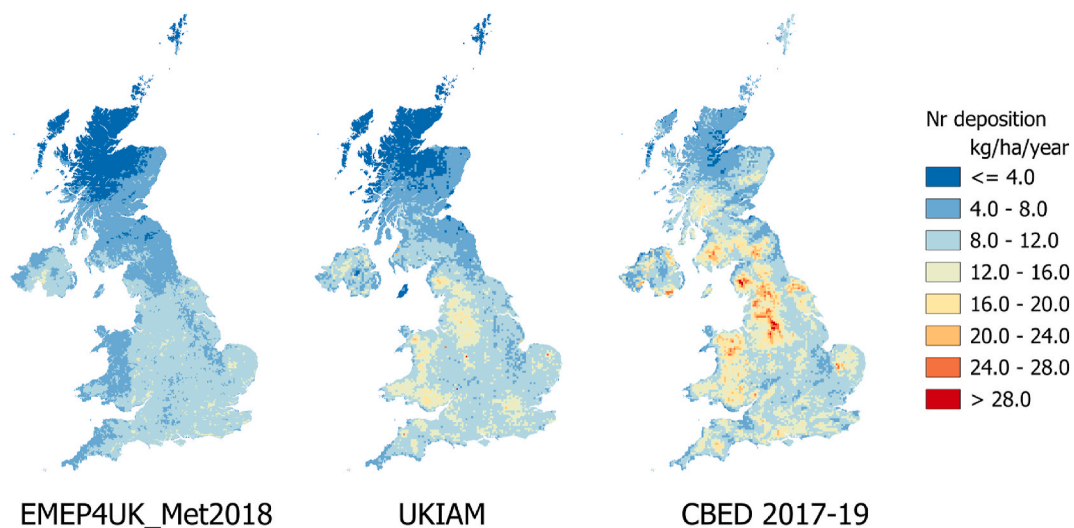 Nr deposition
kg/ha/year
<= 4.0
4.0 - 8.0
8.0 - 12.0
12.0 - 16.0
16.0 - 20.0
20.0 - 24.0
24.0 - 28.0
> 28.0
EMEP4UK_Met2018
UKIAM
CBED 2017-19